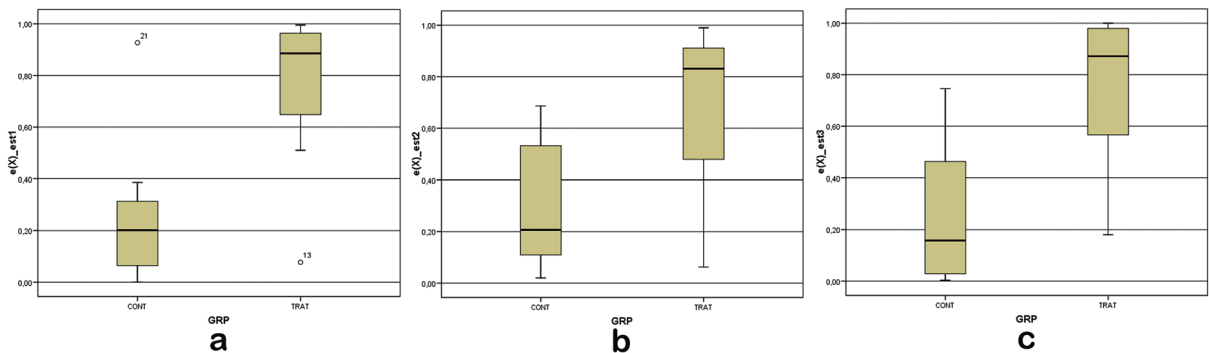 1,00
0,80
0,60
0,40
0,20
0,00
e(X)_est1
21
13
CONT
TRAT
GRP
a
1,00
0,80
0,60
0,40
0,20
0,00
e(X)_est2
CONT
TRAT
GRP
b
1,00
0,80
0,60
0,40
0,20
0,00
e(X)_est3
CONT
TRAT
GRP
c